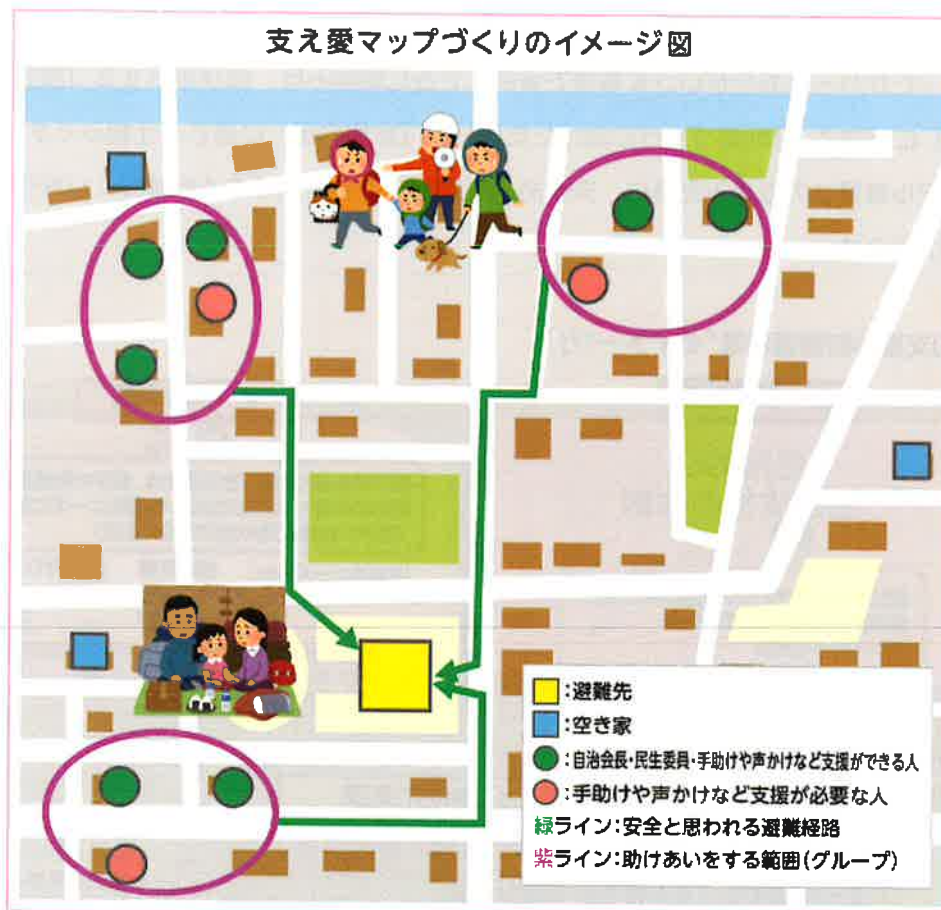 支え愛マップづくりのイメージ図
:避難先
:空き家
:自治会長・民生委員・手助けや声かけなど支援ができる人
:手助けや声かけなど支援が必要な人
緑ライン:安全と思われる避難経路
紫ライン:助けあいをする範囲(グループ)